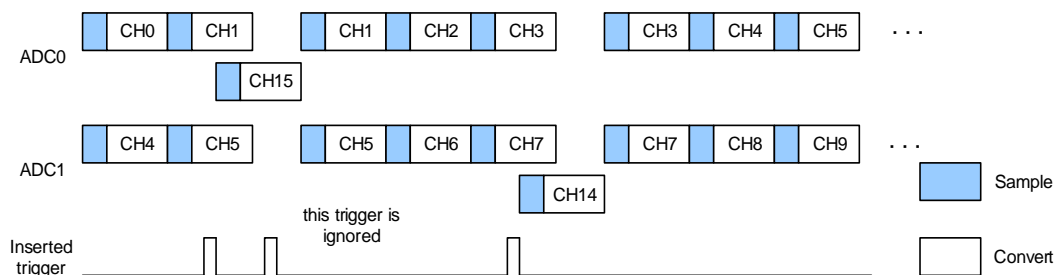 CH0 CH1 CH1 CH2 CH3 CH3 CH4 CH5 . . .
ADC0
CH15
CH4 CH5 CH5 CH6 CH7 CH7 CH8 CH9 . . .
ADC1
CH14
Sample
this trigger is
ignored
Inserted
trigger
Convert